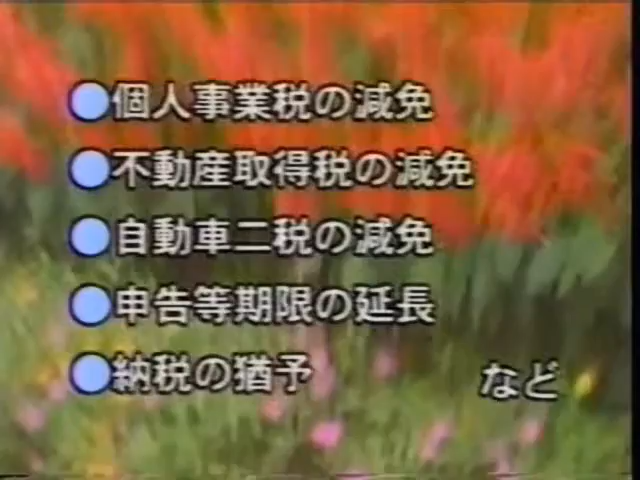 ●個人事業税の減免
●不動産取得税の減免
●自動車二税の減免
●申告等期限の延長
●納税の猶予 など